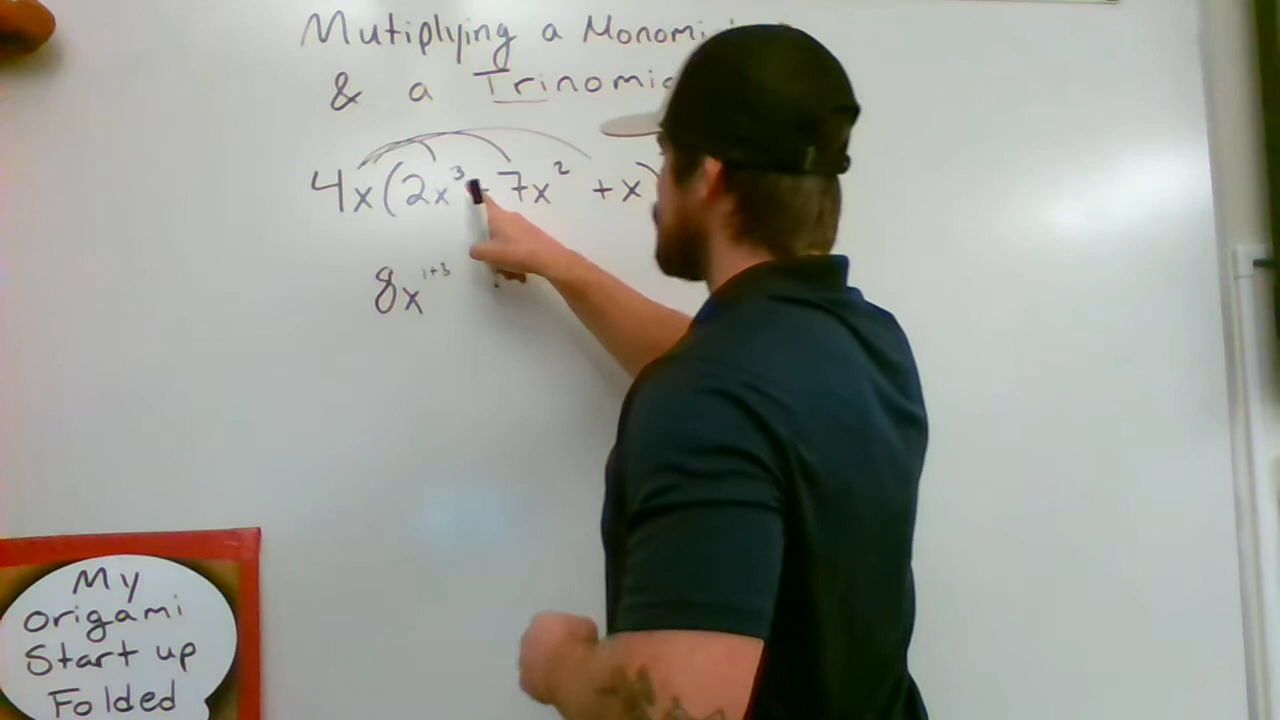 Mutiplying a Monomi
& a Trinomia
4x(2x³ - 7x² + x)
8x¹⁺³
My
Origami
Start up
Folded